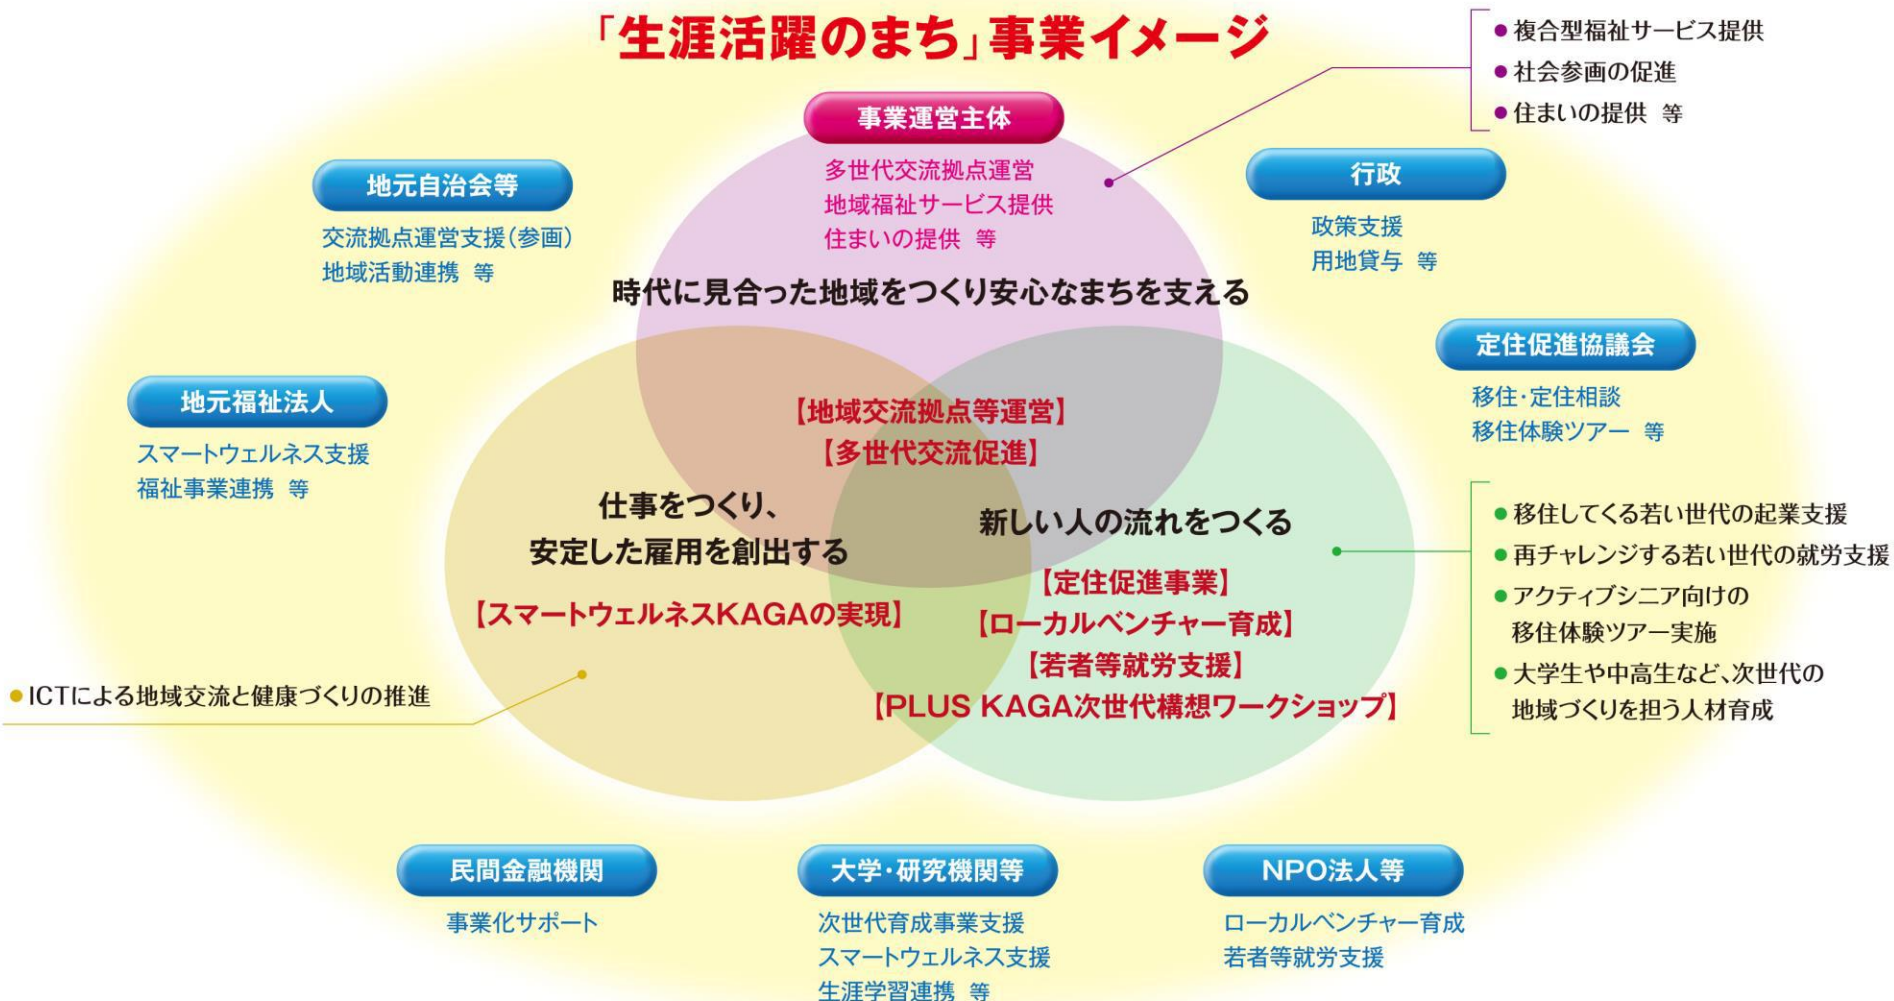 「生涯活躍のまち」事業イメージ
● 複合型福祉サービス提供
● 社会参画の促進
● 住まいの提供 等
事業運営主体
多世代交流拠点運営
地域福祉サービス提供
住まいの提供 等
地元自治会等
交流拠点運営支援(参画)
地域活動連携 等
行政
政策支援
用地貸与 等
時代に見合った地域をつくり安心なまちを支える
定住促進協議会
移住・定住相談
移住体験ツアー 等
地元福祉法人
スマートウェルネス支援
福祉事業連携 等
【地域交流拠点等運営】
【多世代交流促進】
仕事をつくり、
安定した雇用を創出する
【スマートウェルネスKAGAの実現】
新しい人の流れをつくる
【定住促進事業】
【ローカルベンチャー育成】
【若者等就労支援】
【PLUS KAGA次世代構想ワークショップ】
● 移住してくる若い世代の起業支援
● 再チャレンジする若い世代の就労支援
● アクティブシニア向けの
移住体験ツアー実施
● 大学生や中高生など、次世代の
地域づくりを担う人材育成
● ICTによる地域交流と健康づくりの推進
民間金融機関
事業化サポート
大学・研究機関等
次世代育成事業支援
スマートウェルネス支援
生涯学習連携 等
NPO法人等
ローカルベンチャー育成
若者等就労支援